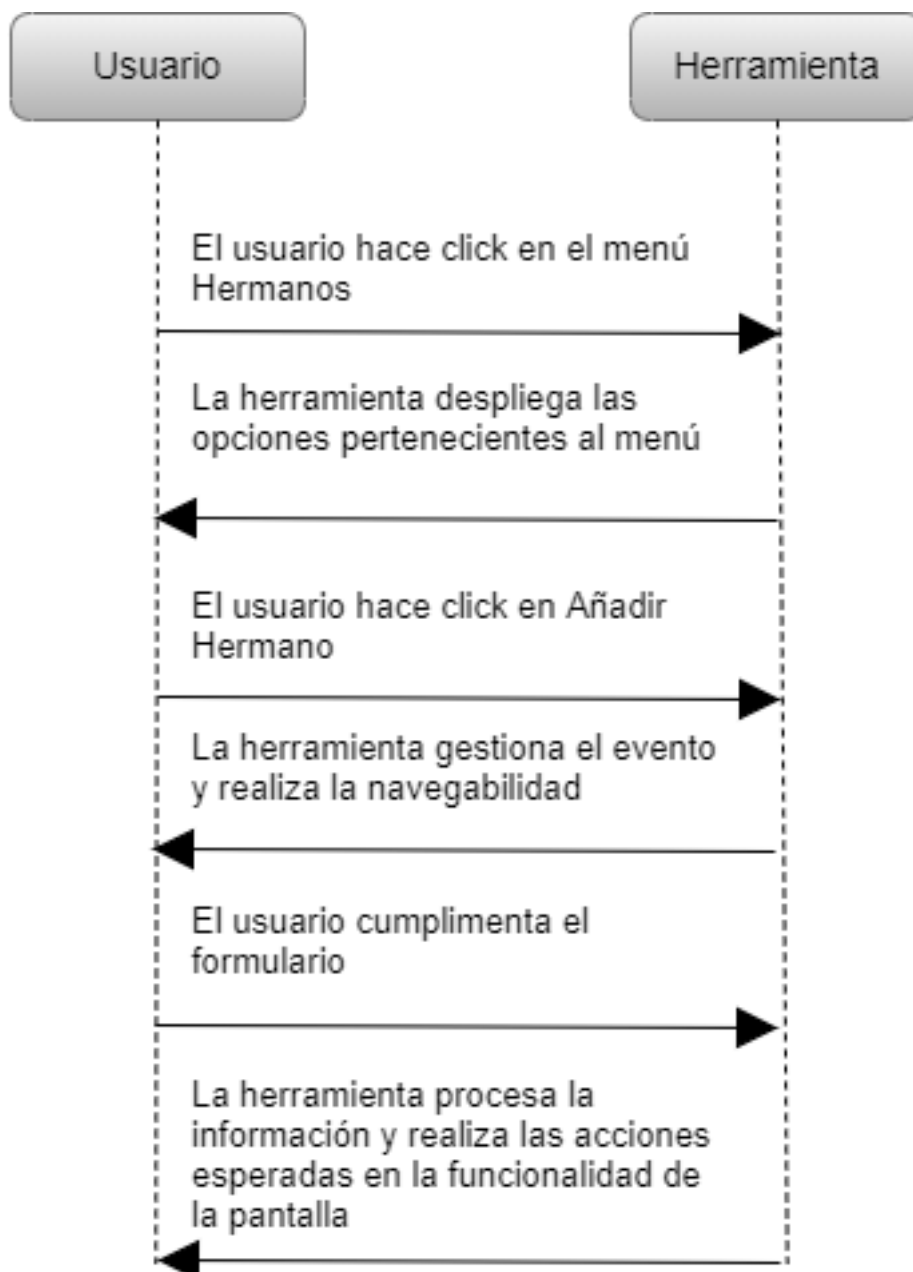 Usuario
Herramienta
El usuario hace click en el menú
Hermanos
La herramienta despliega las
opciones pertenecientes al menú
El usuario hace click en Añadir
Hermano
La herramienta gestiona el evento
y realiza la navegabilidad
El usuario cumplimenta el
formulario
La herramienta procesa la
información y realiza las acciones
esperadas en la funcionalidad de
la pantalla